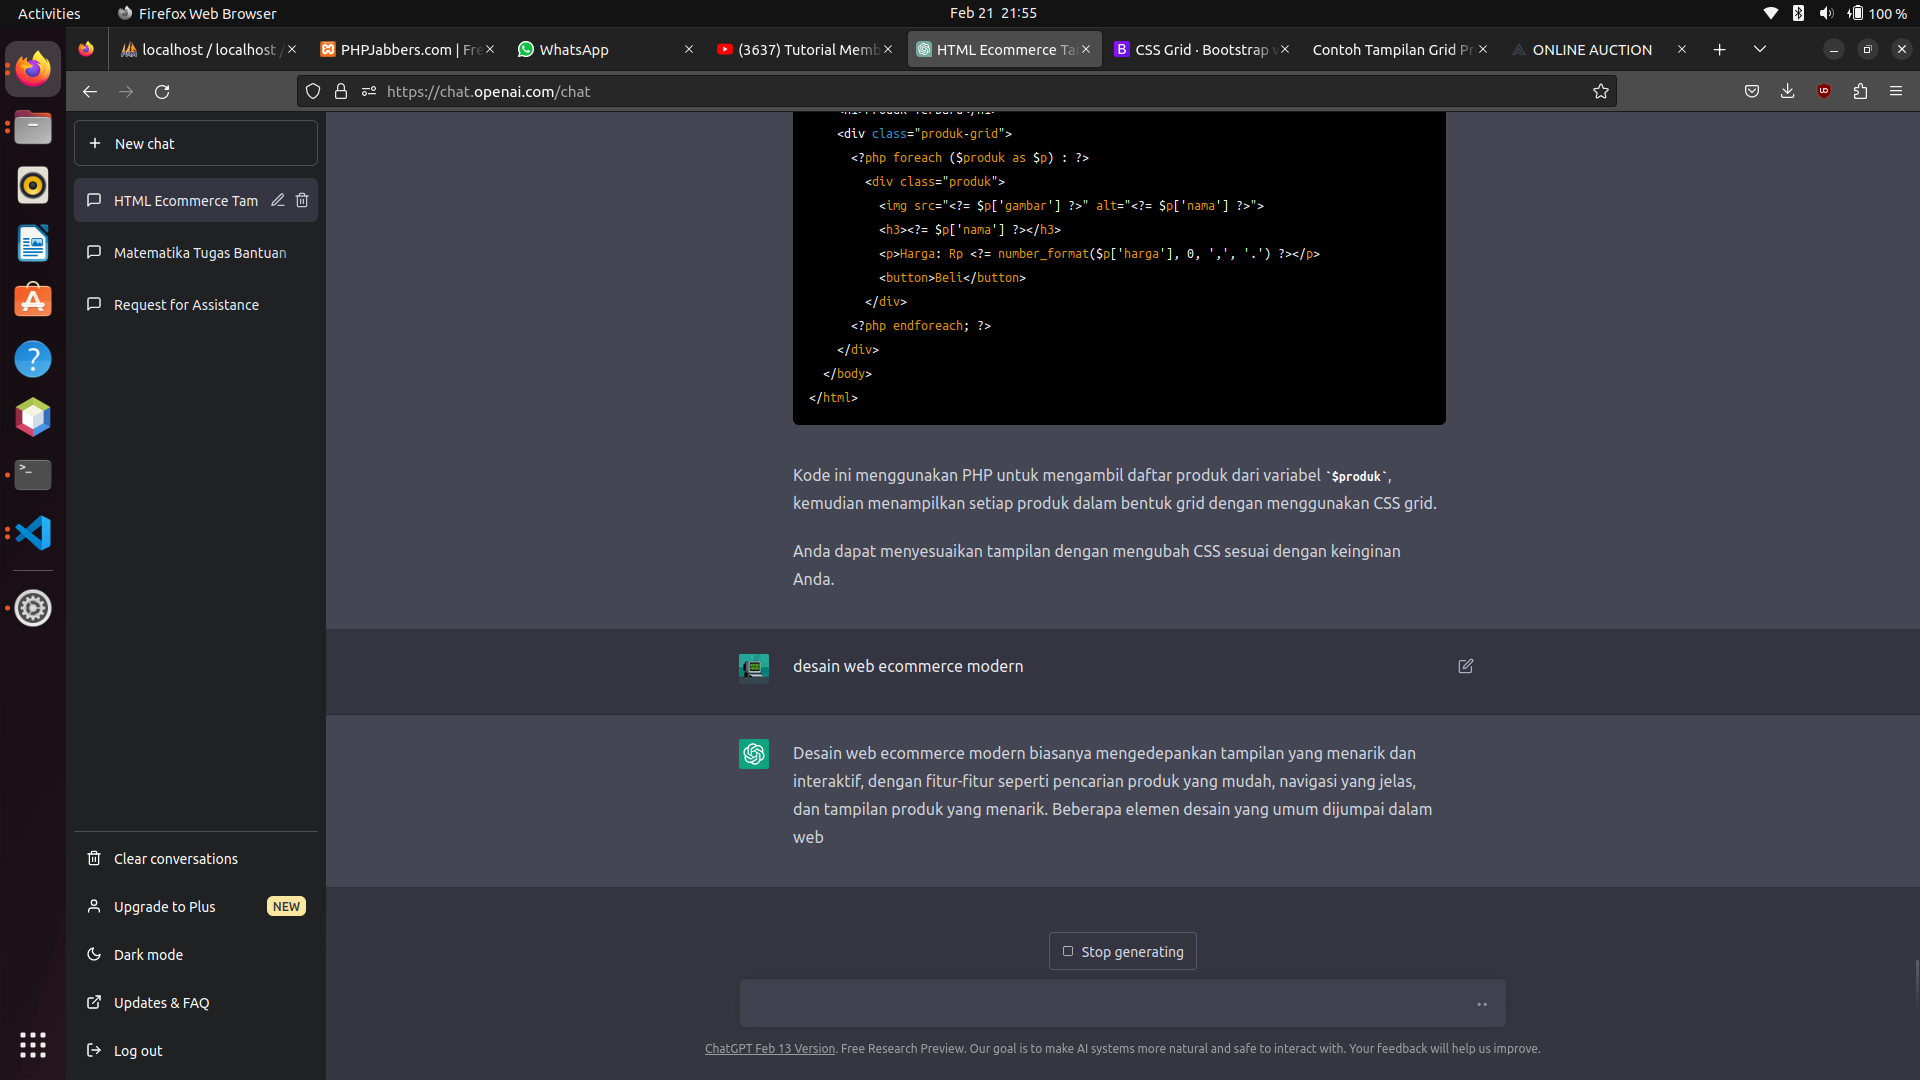 Activities
Firefox Web Browser
Feb 21 21:55
100 %
localhost / localhost /
PHPJabbers.com | Fre
WhatsApp
(3637) Tutorial Memb
HTML Ecommerce Ta
CSS Grid · Bootstrap v
Contoh Tampilan Grid Pr
ONLINE AUCTION
https://chat.openai.com/chat
New chat
HTML Ecommerce Tam
Matematika Tugas Bantuan
Request for Assistance
Clear conversations
Upgrade to Plus
NEW
Dark mode
Updates & FAQ
Log out
<div class="produk-grid">
<?php foreach ($produk as $p) : ?>
<div class="produk">
<img src="<?= $p['gambar'] ?>" alt="<?= $p['nama'] ?>">
<h3><?= $p['nama'] ?></h3>
<p>Harga: Rp <?= number_format($p['harga'], 0, ',', '.') ?></p>
<button>Beli</button>
</div>
<?php endforeach; ?>
</div>
</body>
</html>
Kode ini menggunakan PHP untuk mengambil daftar produk dari variabel `$produk`,
kemudian menampilkan setiap produk dalam bentuk grid dengan menggunakan CSS grid.
Anda dapat menyesuaikan tampilan dengan mengubah CSS sesuai dengan keinginan
Anda.
desain web ecommerce modern
Desain web ecommerce modern biasanya mengedepankan tampilan yang menarik dan
interaktif, dengan fitur-fitur seperti pencarian produk yang mudah, navigasi yang jelas,
dan tampilan produk yang menarik. Beberapa elemen desain yang umum dijumpai dalam
web
Stop generating
ChatGPT Feb 13 Version. Free Research Preview. Our goal is to make AI systems more natural and safe to interact with. Your feedback will help us improve.